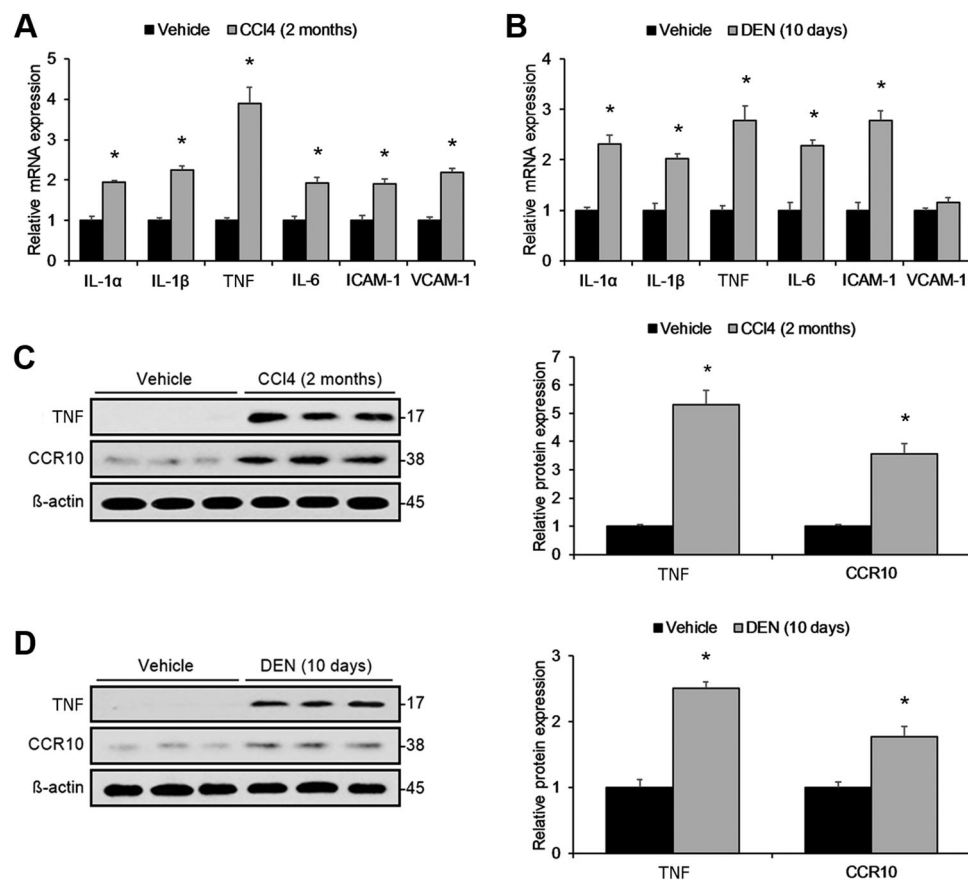 A
Vehicle CCl4 (2 months)
Relative mRNA expression
5
4
3
2
1
0
* * * * * *
IL-1α IL-1β TNF IL-6 ICAM-1 VCAM-1
B
Vehicle DEN (10 days)
Relative mRNA expression
4
3
2
1
0
* * * * *
IL-1α IL-1β TNF IL-6 ICAM-1 VCAM-1
C
Vehicle CCl4 (2 months)
TNF -17
CCR10 -38
ß-actin -45
Vehicle CCl4 (2 months)
Relative protein expression
7
6
5
4
3
2
1
0
* *
TNF CCR10
D
Vehicle DEN (10 days)
TNF -17
CCR10 -38
ß-actin -45
Vehicle DEN (10 days)
Relative protein expression
3
2
1
0
* *
TNF CCR10